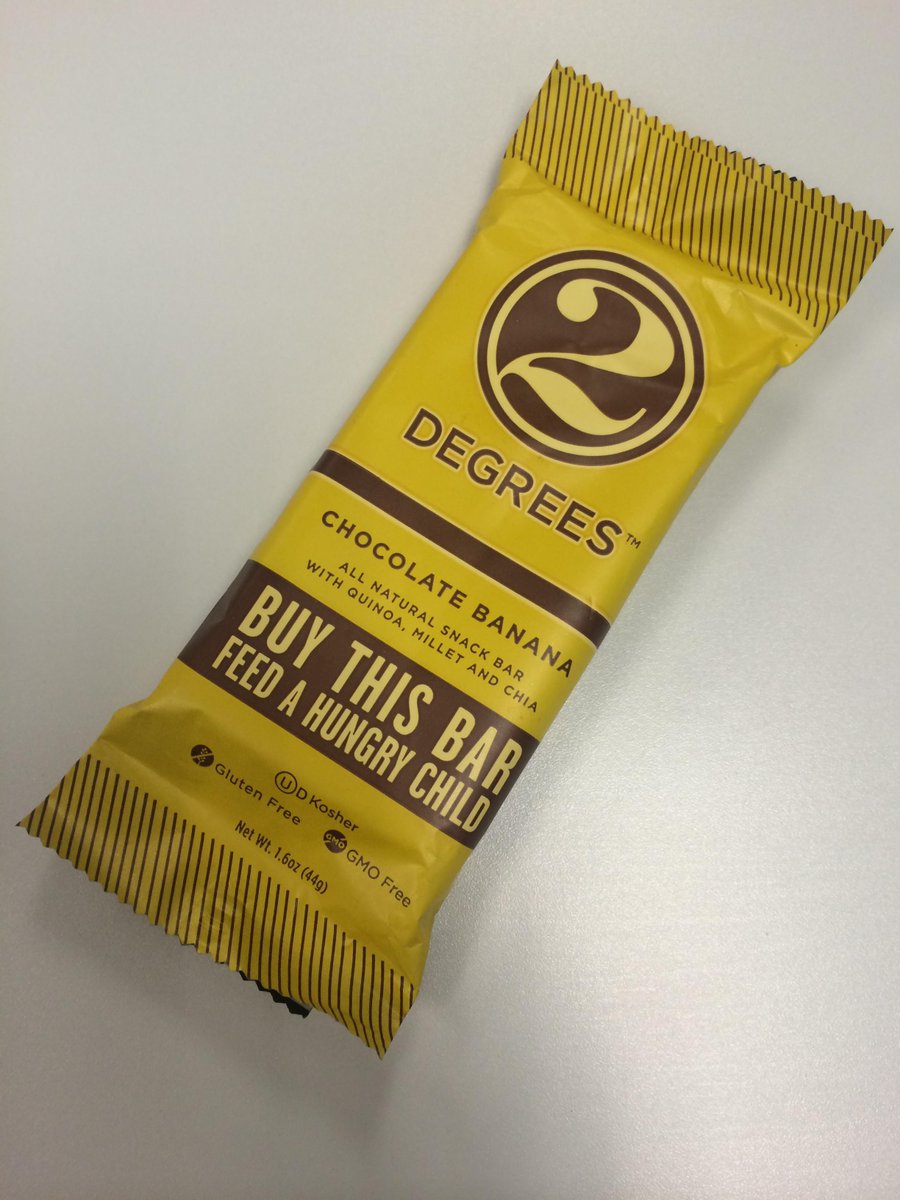 2
DEGREES™
CHOCOLATE BANANA
ALL NATURAL SNACK BAR
WITH QUINOA, MILLET AND CHIA
BUY THIS BAR
FEED A HUNGRY CHILD
Gluten Free
U D Kosher
GMO GMO Free
Net Wt. 1.6oz (44g)